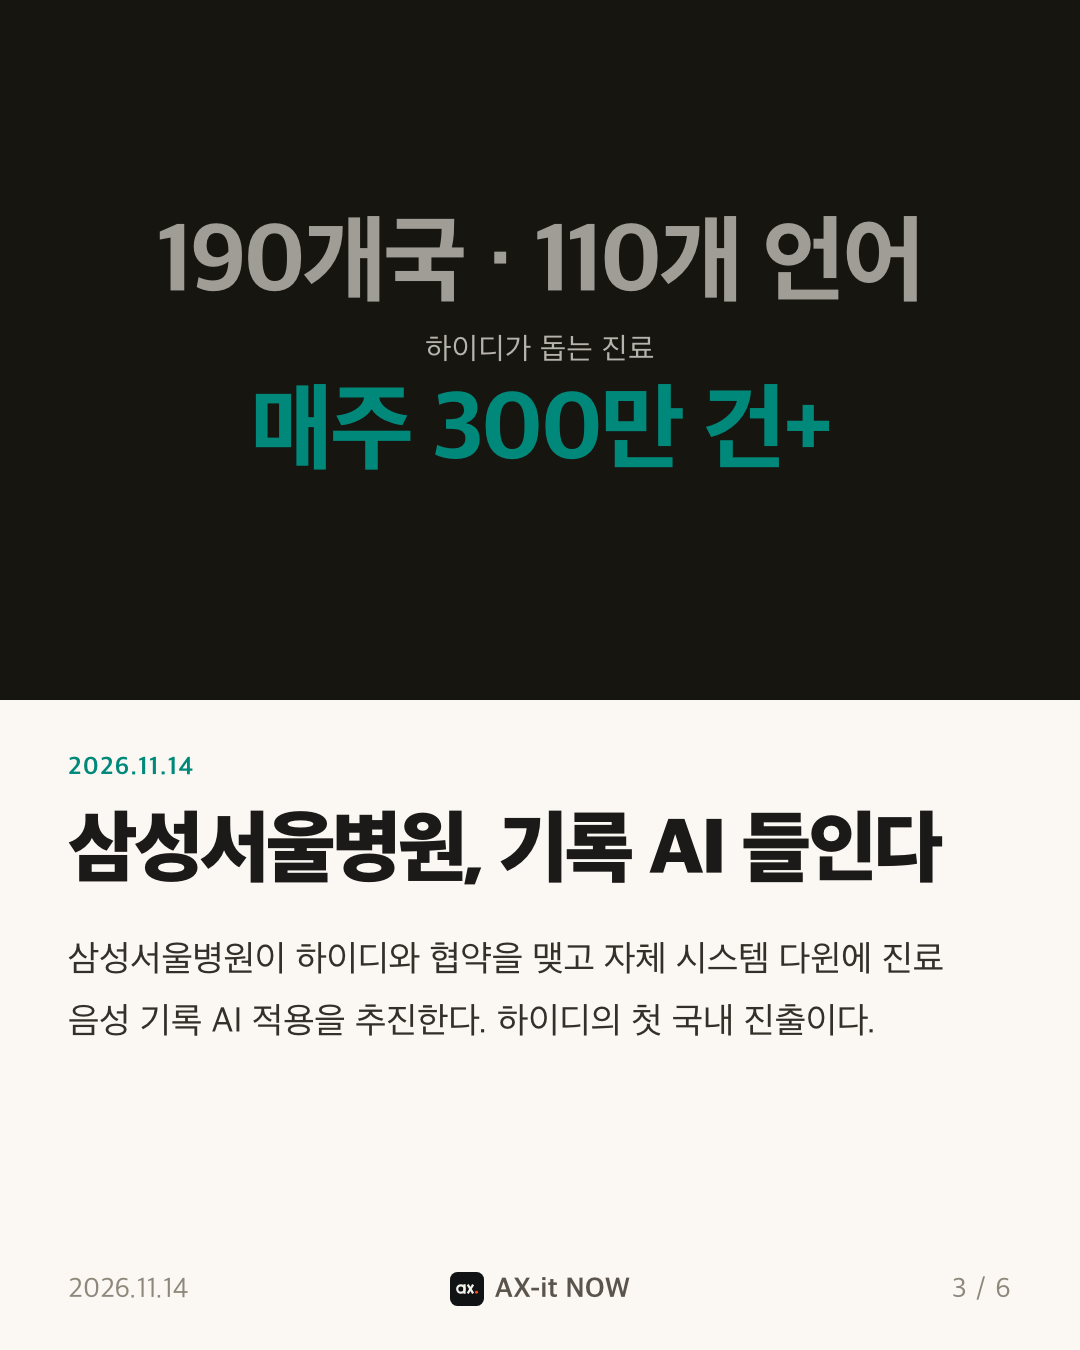 190개국 · 110개 언어
하이디가 돕는 진료
매주 300만 건+
2026.11.14
삼성서울병원, 기록 AI 들인다
삼성서울병원이 하이디와 협약을 맺고 자체 시스템 다윈에 진료
음성 기록 AI 적용을 추진한다. 하이디의 첫 국내 진출이다.
2026.11.14
ax. AX-it NOW
3 / 6